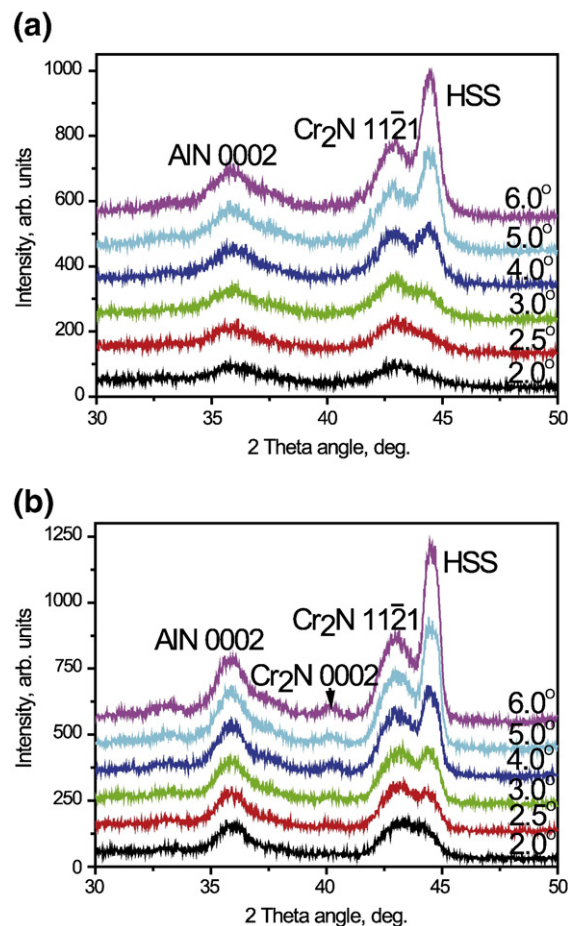 (a)
1000
800
600
400
200
0
Intensity, arb. units
AlN 0002
Cr₂N 112̄1
HSS
6.0°
5.0°
4.0°
3.0°
2.5°
2.0°
30 35 40 45 50
2 Theta angle, deg.
(b)
1250
1000
750
500
250
0
Intensity, arb. units
AlN 0002
Cr₂N 0002
Cr₂N 112̄1
HSS
6.0°
5.0°
4.0°
3.0°
2.5°
2.0°
30 35 40 45 50
2 Theta angle, deg.